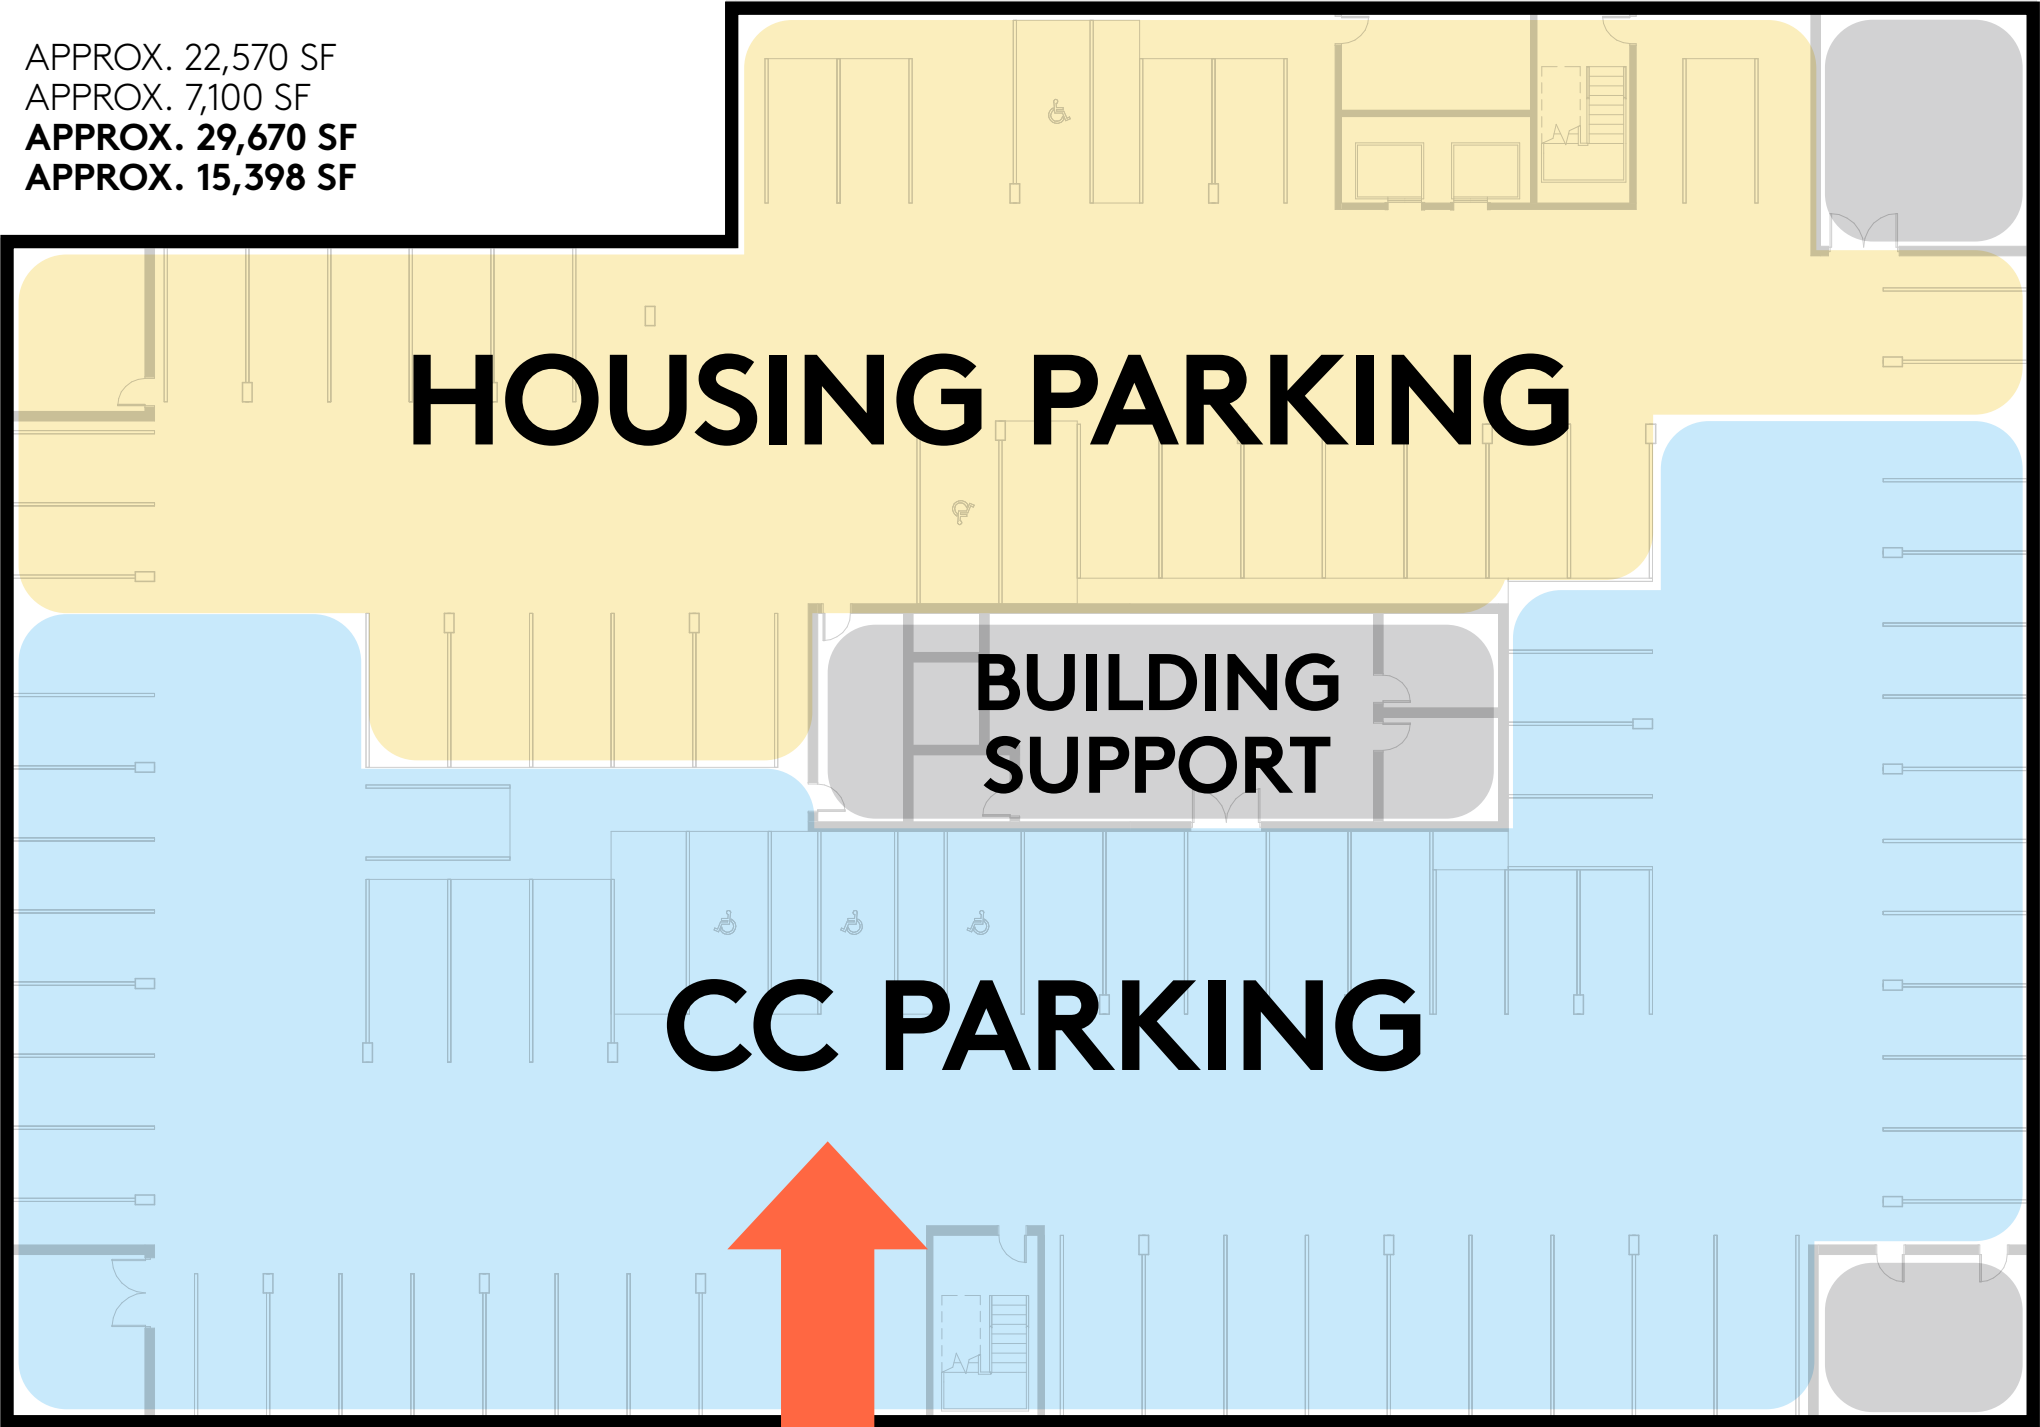 APPROX. 22,570 SF
APPROX. 7,100 SF
APPROX. 29,670 SF
APPROX. 15,398 SF
HOUSING PARKING
BUILDING
SUPPORT
CC PARKING